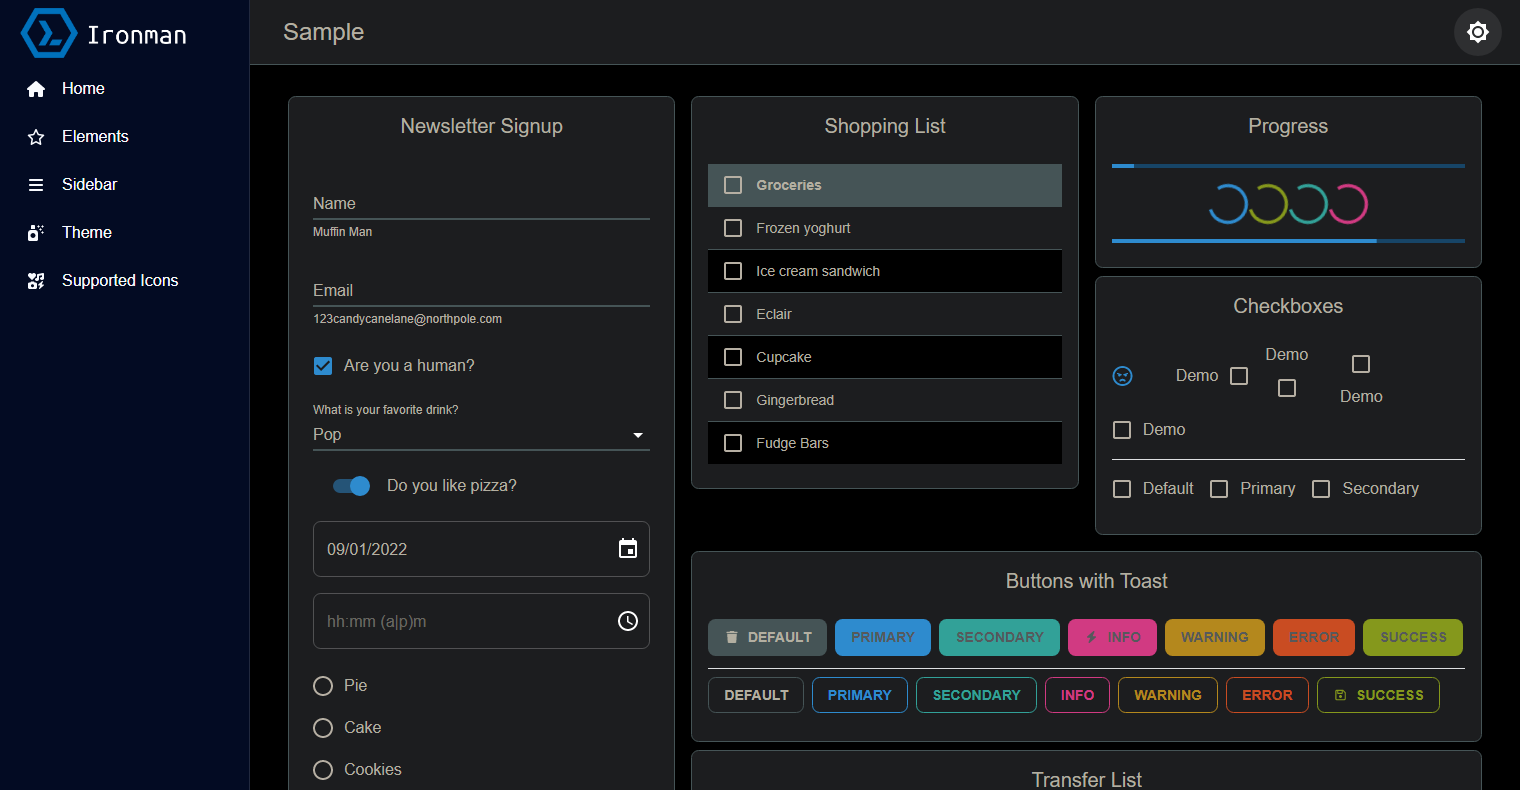 Ironman
Home
Elements
Sidebar
Theme
Supported Icons
Sample
Newsletter Signup
Name
Muffin Man
Email
123candycanelane@northpole.com
Are you a human?
What is your favorite drink?
Pop
Do you like pizza?
09/01/2022
hh:mm (a|p)m
Pie
Cake
Cookies
Shopping List
Groceries
Frozen yoghurt
Ice cream sandwich
Eclair
Cupcake
Gingerbread
Fudge Bars
Progress
Checkboxes
Demo
Demo
Demo
Demo
Default Primary Secondary
Buttons with Toast
DEFAULT PRIMARY SECONDARY INFO WARNING ERROR SUCCESS
DEFAULT PRIMARY SECONDARY INFO WARNING ERROR SUCCESS
Transfer List